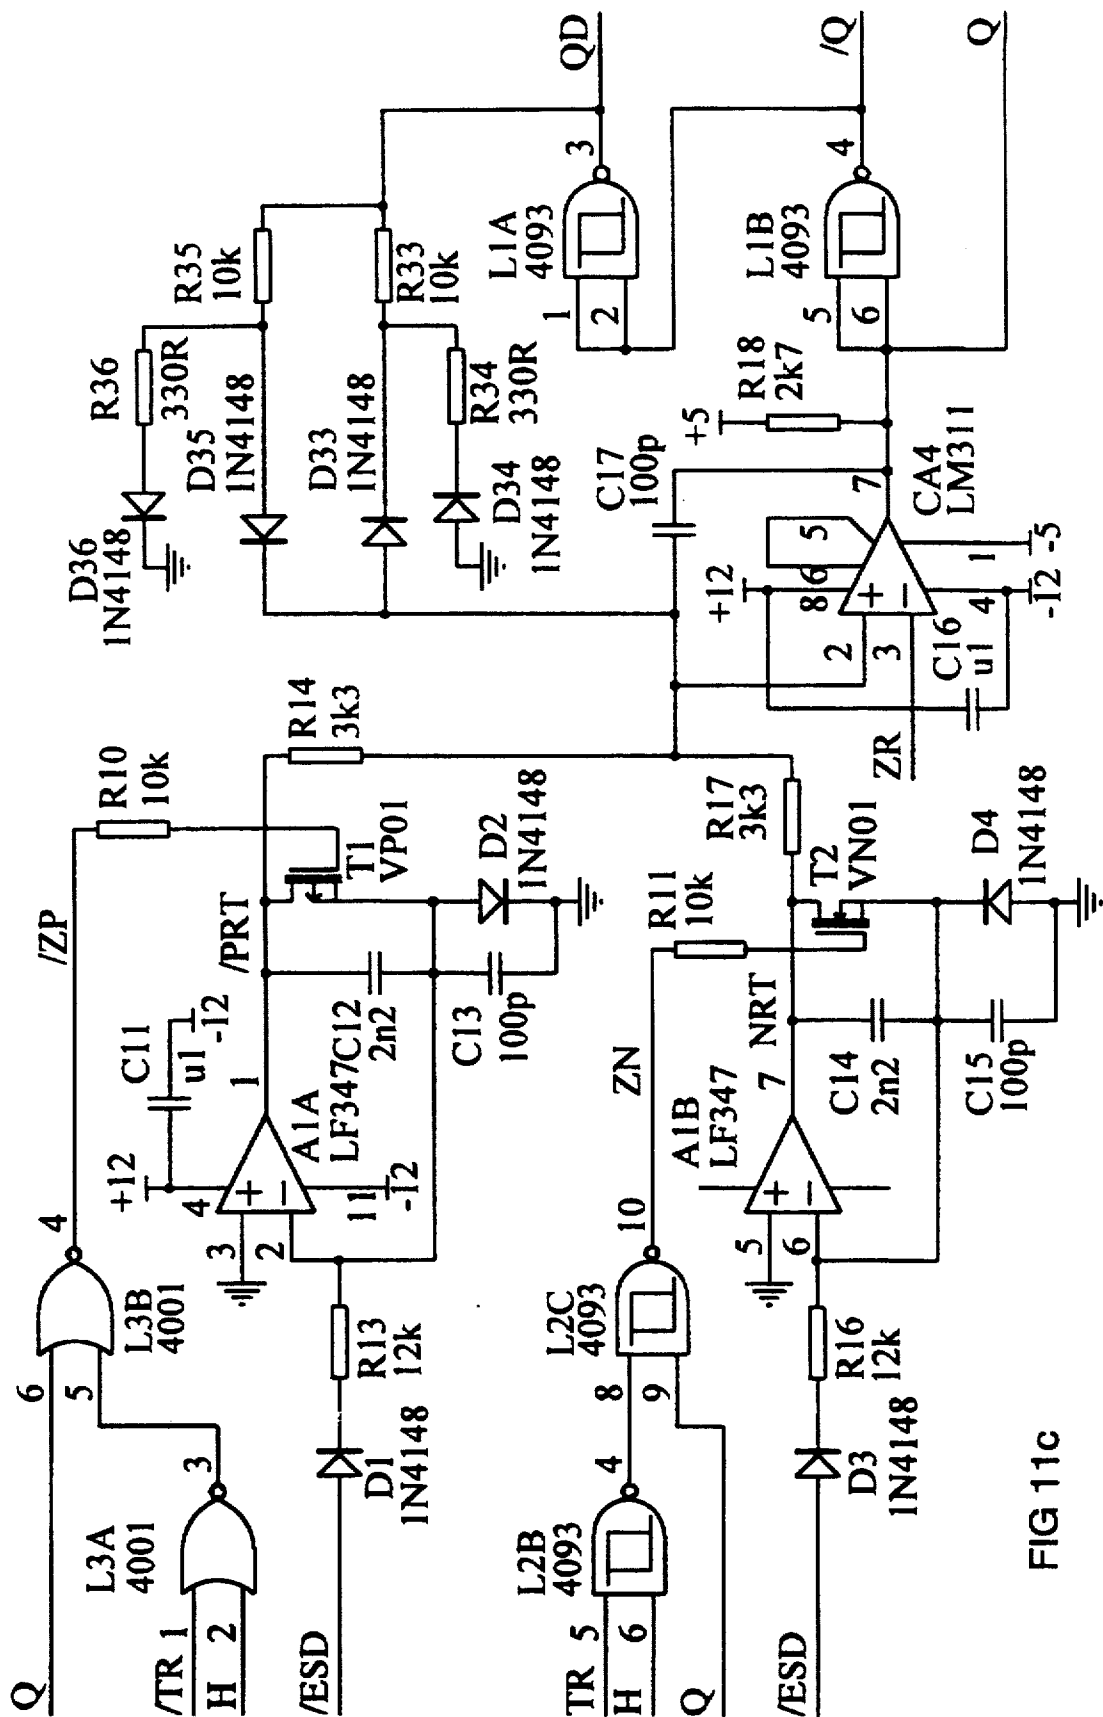 Q
6
5
L3B
4001
4
/ZP
R10
10k
L3A
4001
3
/TR 1
H 2
+12
C11
u1
-12
4
3
2
11
-12
A1A
LF347
1
/PRT
C12
2n2
C13
100p
T1
VP01
D2
1N4148
R14
3k3
/ESD
D1
1N4148
R13
12k
D36
1N4148
R36
330R
D35
1N4148
R35
10k
D33
1N4148
R33
10k
D34
1N4148
R34
330R
C17
100p
L1A
4093
1
2
3
QD
L1B
4093
5
6
4
/Q
Q
+5
R18
2k7
+12
8
6
5
7
2
3
4
1
-5
-12
CA4
LM311
C16
u1
ZR
TR 5
H 6
L2B
4093
4
L2C
4093
8
9
10
ZN
R11
10k
Q
A1B
LF347
5
6
7
NRT
R17
3k3
T2
VN01
C14
2n2
C15
100p
D4
1N4148
/ESD
D3
1N4148
R16
12k
FIG 11c